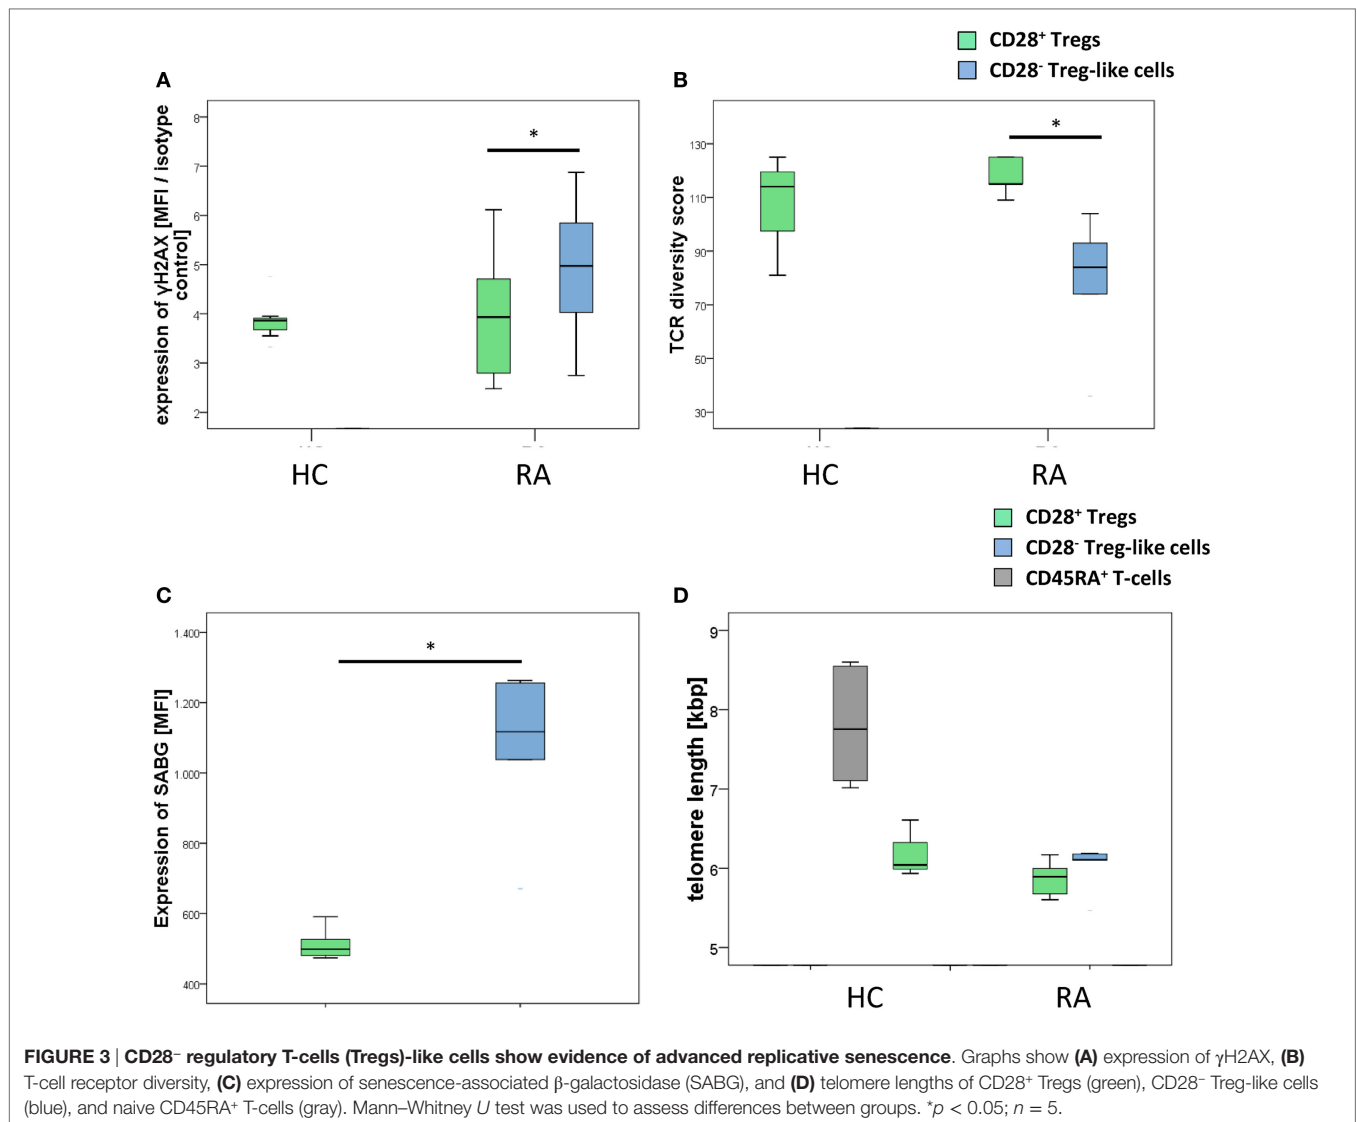 CD28⁺ Tregs
CD28⁻ Treg-like cells
A
expression of γH2AX [MFI / isotype
control]
8
7
6
5
4
3
2
*
HC
RA
B
TCR diversity score
130
110
90
70
50
30
*
HC
RA
CD28⁺ Tregs
CD28⁻ Treg-like cells
CD45RA⁺ T-cells
C
Expression of SABG [MFI]
1.400
1.200
1.000
800
600
400
*
D
telomere length [kbp]
9
8
7
6
5
HC
RA
FIGURE 3 | CD28⁻ regulatory T-cells (Tregs)-like cells show evidence of advanced replicative senescence. Graphs show (A) expression of γH2AX, (B)
T-cell receptor diversity, (C) expression of senescence-associated β-galactosidase (SABG), and (D) telomere lengths of CD28⁺ Tregs (green), CD28⁻ Treg-like cells
(blue), and naive CD45RA⁺ T-cells (gray). Mann–Whitney U test was used to assess differences between groups. *p < 0.05; n = 5.